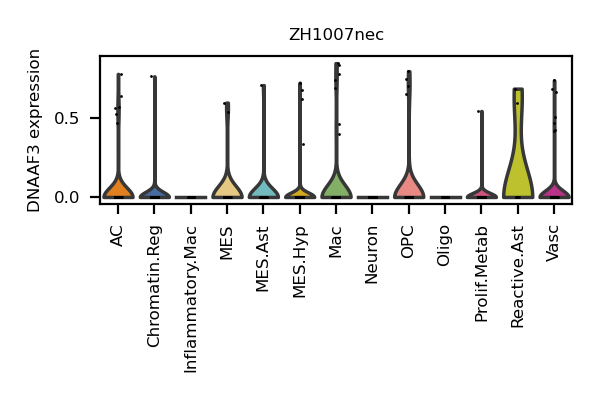 ZH1007nec
DNAAF3 expression
0.5
0.0
AC
Chromatin.Reg
Inflammatory.Mac
MES
MES.Ast
MES.Hyp
Mac
Neuron
OPC
Oligo
Prolif.Metab
Reactive.Ast
Vasc